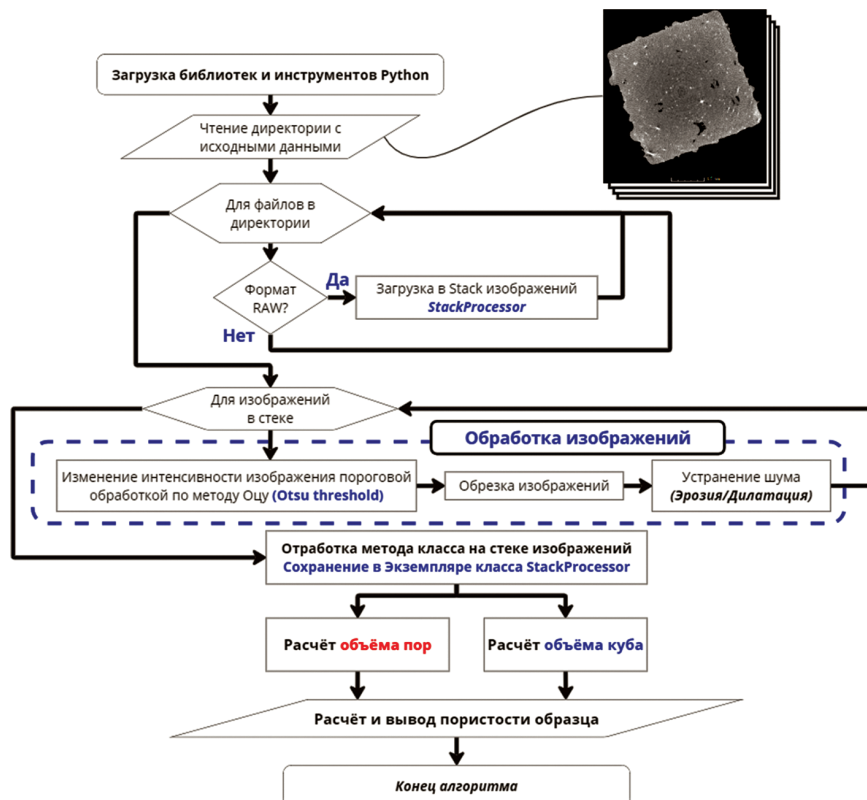 Загрузка библиотек и инструментов Python
Чтение директории с
исходными данными
Для файлов в
директории
Формат
RAW?
Да
Загрузка в Stack изображений
StackProcessor
Нет
Для изображений
в стеке
Обработка изображений
Изменение интенсивности изображения пороговой
обработкой по методу Оцу (Otsu threshold)
Обрезка изображений
Устранение шума
(Эрозия/Дилатация)
Отработка метода класса на стеке изображений
Сохранение в Экземпляре класса StackProcessor
Расчёт объёма пор
Расчёт объёма куба
Расчёт и вывод пористости образца
Конец алгоритма